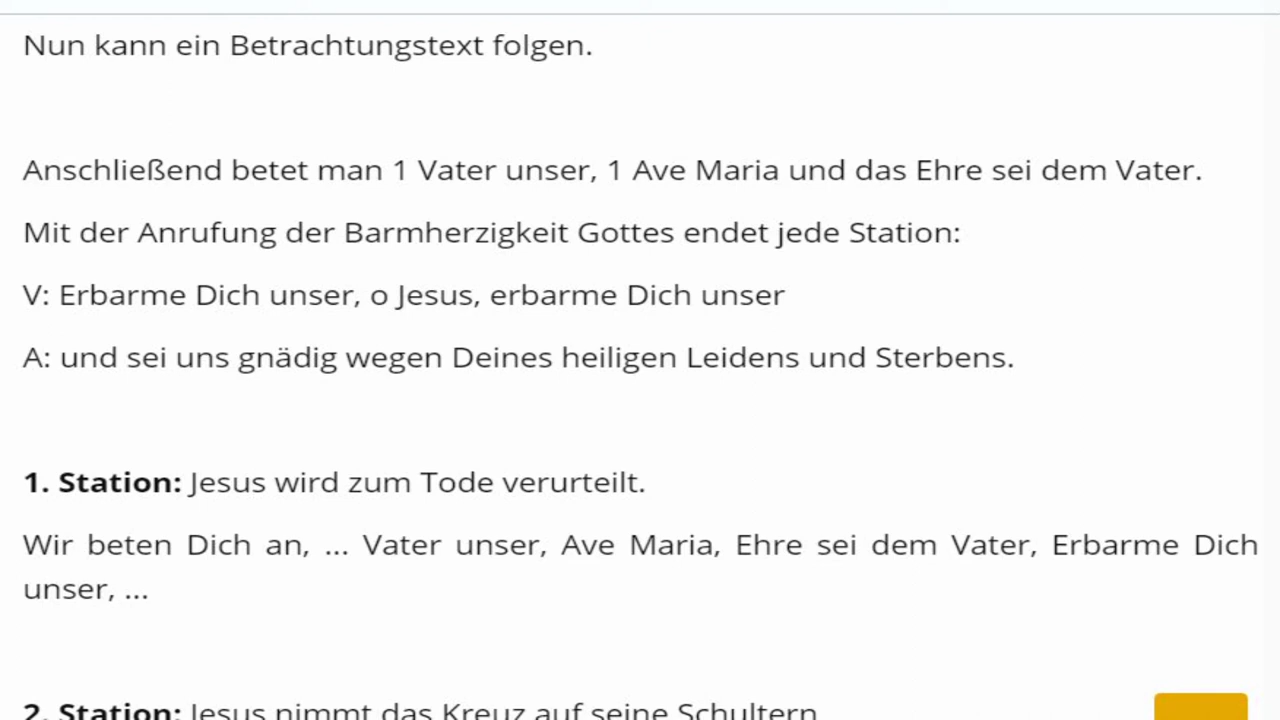 Nun kann ein Betrachtungstext folgen.
Anschließend betet man 1 Vater unser, 1 Ave Maria und das Ehre sei dem Vater.
Mit der Anrufung der Barmherzigkeit Gottes endet jede Station:
V: Erbarme Dich unser, o Jesus, erbarme Dich unser
A: und sei uns gnädig wegen Deines heiligen Leidens und Sterbens.
1. Station: Jesus wird zum Tode verurteilt.
Wir beten Dich an, ... Vater unser, Ave Maria, Ehre sei dem Vater, Erbarme Dich
unser, ...
2. Station: Jesus nimmt das Kreuz auf seine Schultern